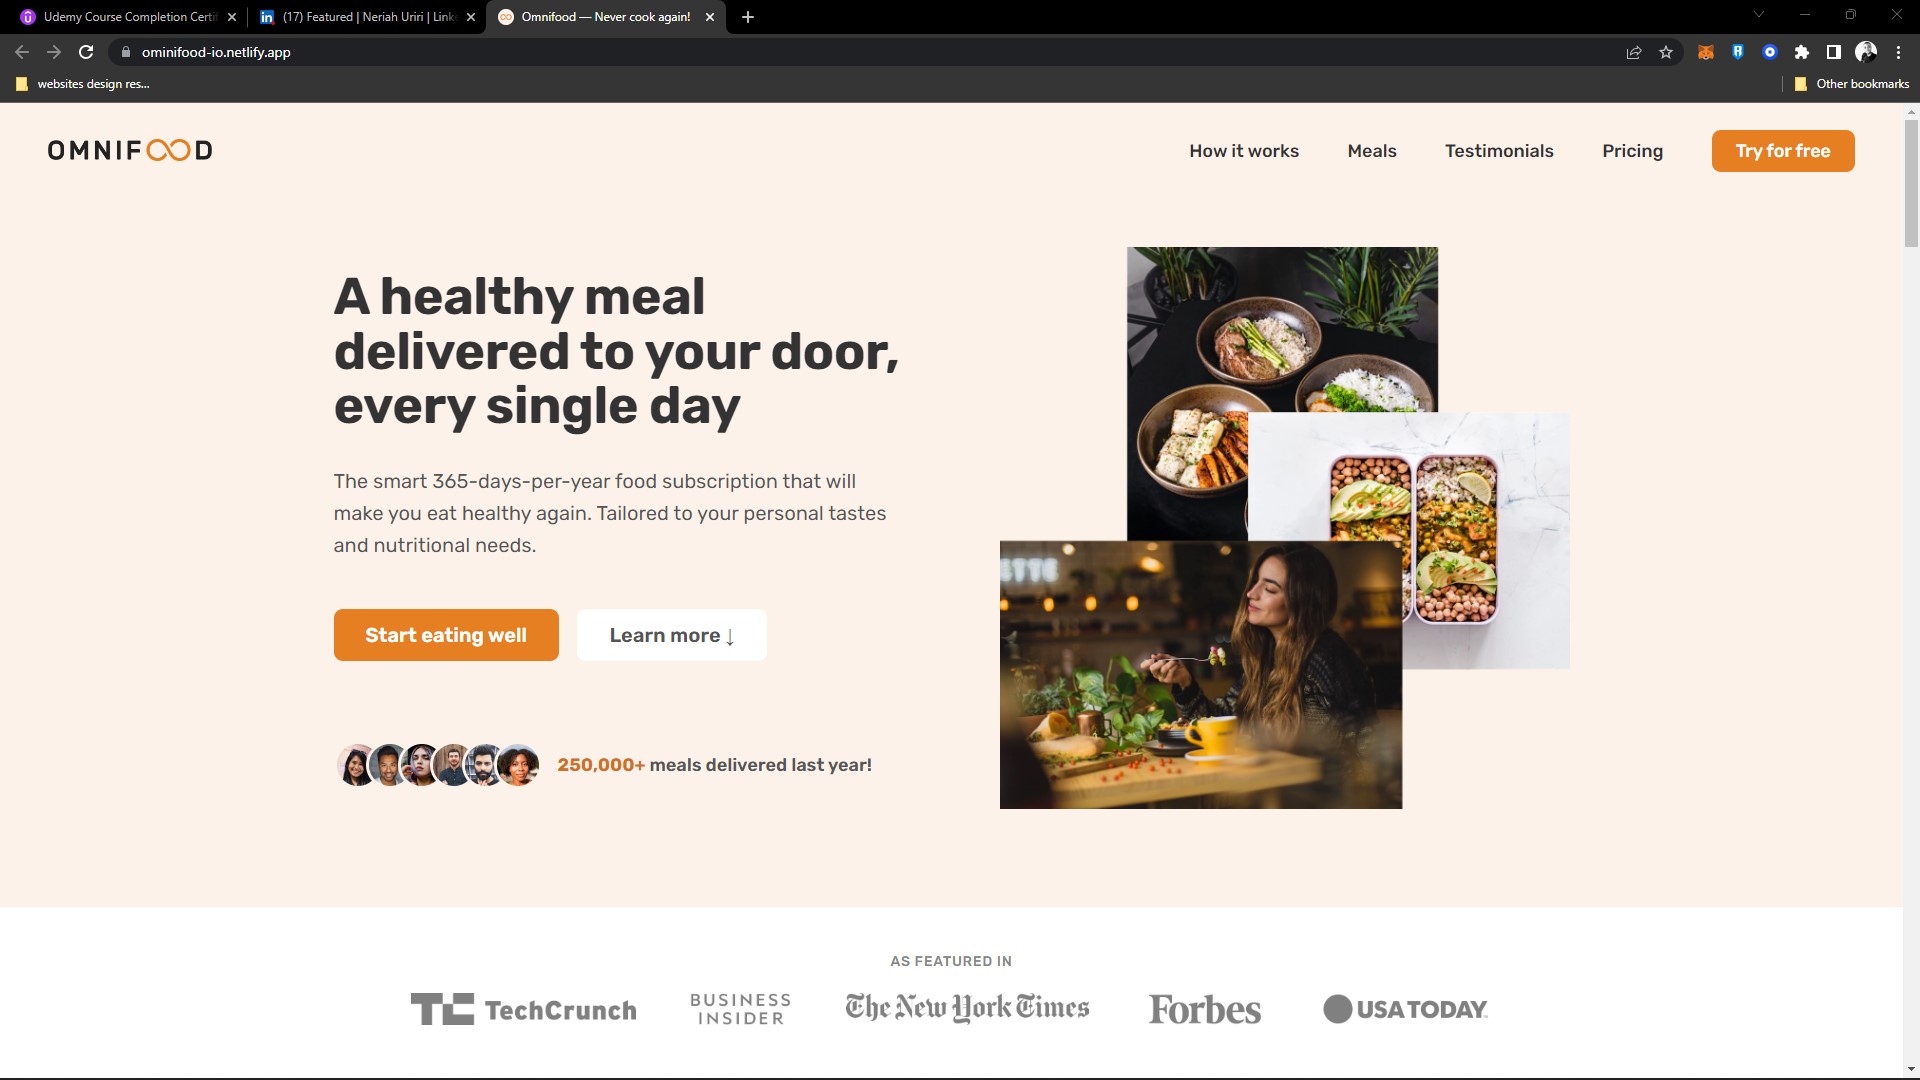 Udemy Course Completion Certi
(17) Featured | Neriah Uriri | Linke
Omnifood — Never cook again!
ominifood-io.netlify.app
websites design res...
Other bookmarks
OMNIFOOD
How it works
Meals
Testimonials
Pricing
Try for free
A healthy meal
delivered to your door,
every single day
The smart 365-days-per-year food subscription that will
make you eat healthy again. Tailored to your personal tastes
and nutritional needs.
Start eating well
Learn more ↓
250,000+ meals delivered last year!
AS FEATURED IN
TC TechCrunch
BUSINESS
INSIDER
The New York Times
Forbes
USA TODAY